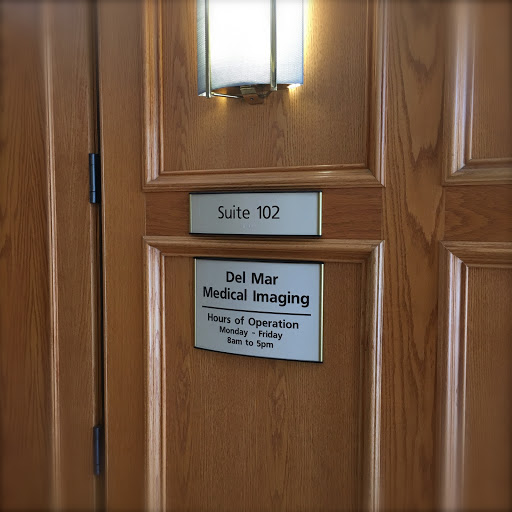 Suite 102
Del Mar
Medical Imaging
Hours of Operation
Monday - Friday
8am to 5pm